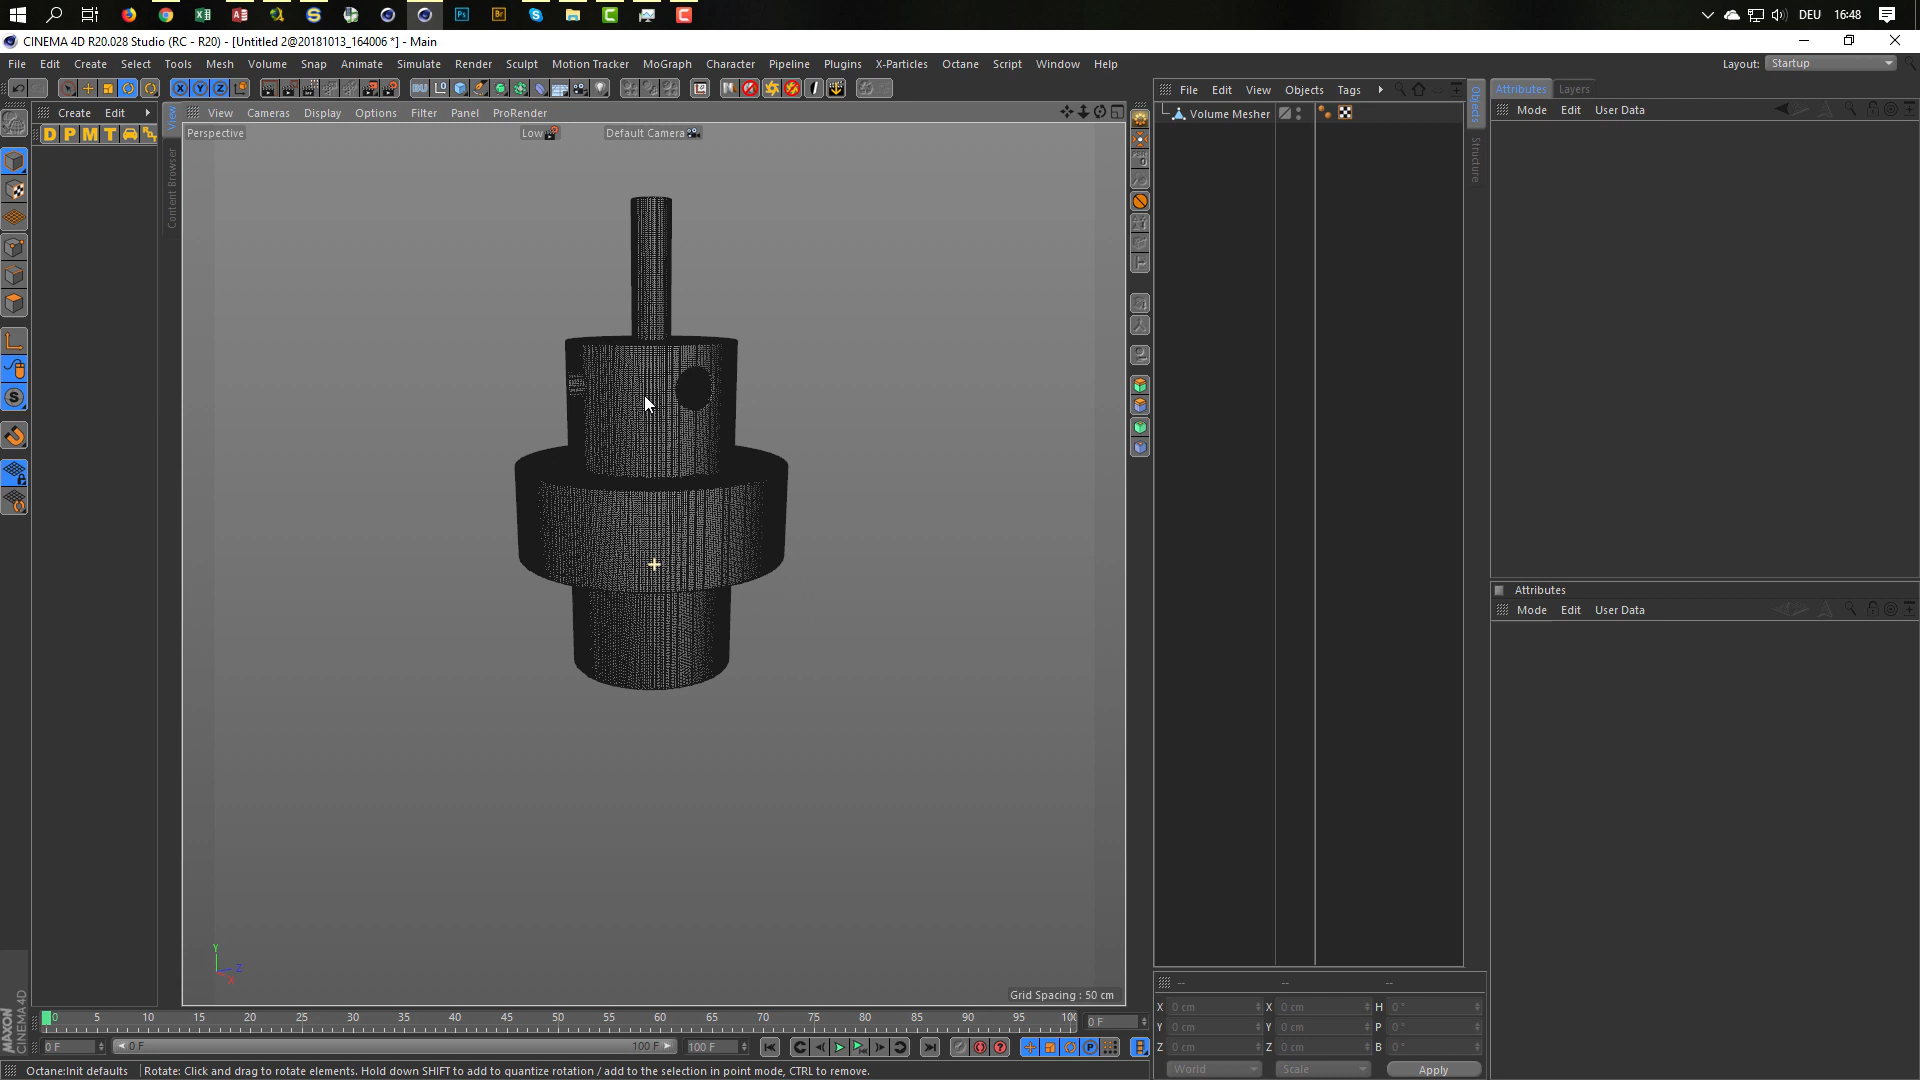 DEU 16:48
CINEMA 4D R20.028 Studio (RC - R20) - [Untitled 2@20181013_164006 *] - Main
File Edit Create Select Tools Mesh Volume Snap Animate Simulate Render Sculpt Motion Tracker MoGraph Character Pipeline Plugins X-Particles Octane Script Window Help Layout: Startup
Create Edit
D P M T
View Cameras Display Options Filter Panel ProRender
Perspective Low Default Camera
View
Content Browser
File Edit View Objects Tags
Volume Mesher
Objects
Structure
Attributes Layers
Mode Edit User Data
Attributes
Mode Edit User Data
Y
Z
X
Grid Spacing : 50 cm
-- -- --
X 0 cm X 0 cm H 0 °
Y 0 cm Y 0 cm P 0 °
Z 0 cm Z 0 cm B 0 °
World Scale Apply
0 5 10 15 20 25 30 35 40 45 50 55 60 65 70 75 80 85 90 95 100 0 F
0 F 0 F 100 F 100 F
MAXON CINEMA 4D
Octane:Init defaults Rotate: Click and drag to rotate elements. Hold down SHIFT to add to quantize rotation / add to the selection in point mode, CTRL to remove.